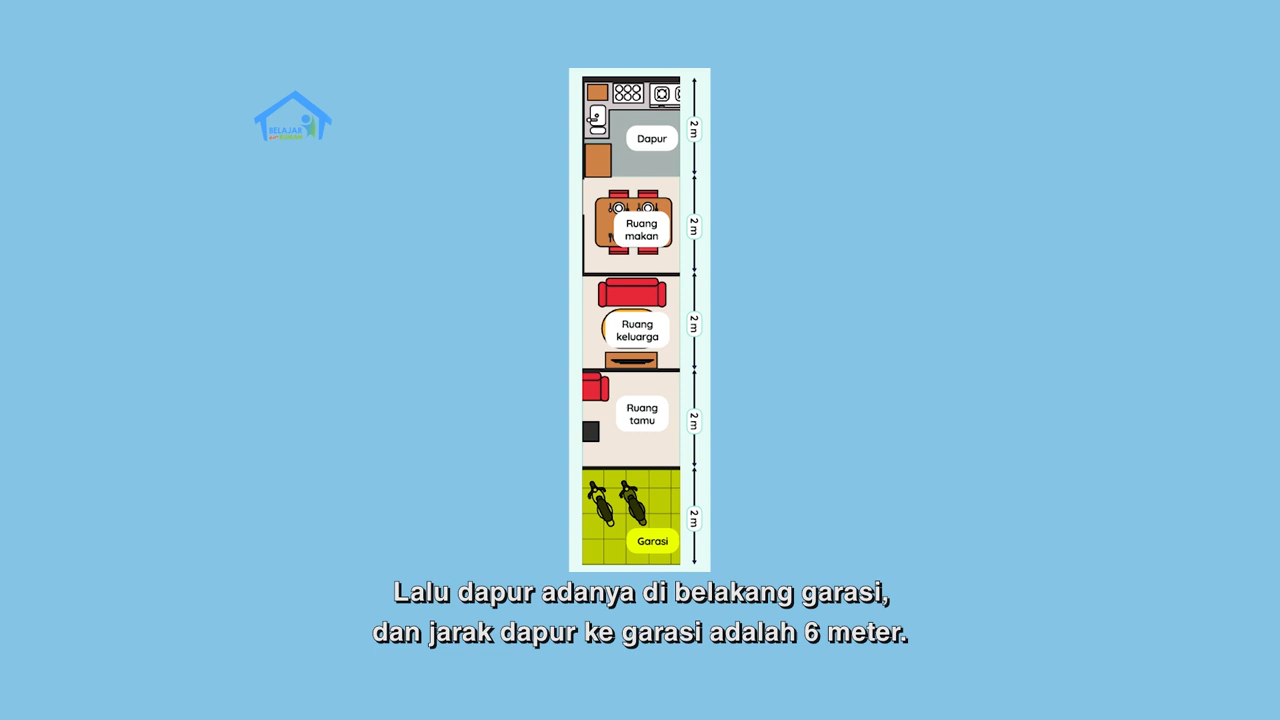 BELAJAR
Dapur
2 m
Ruang
makan
2 m
Ruang
keluarga
2 m
Ruang
tamu
2 m
Garasi
2 m
Lalu dapur adanya di belakang garasi,
dan jarak dapur ke garasi adalah 6 meter.